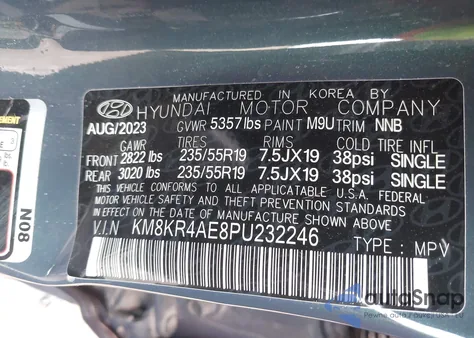 MANUFACTURED IN KOREA BY
HYUNDAI MOTOR COMPANY
AUG/2023 GVWR 5357 lbs PAINT M9U TRIM NNB
GAWR TIRES RIMS COLD TIRE INFL.
FRONT 2822 lbs 235/55R19 7.5JX19 38psi SINGLE
REAR 3020 lbs 235/55R19 7.5JX19 38psi SINGLE
THIS VEHICLE CONFORMS TO ALL APPLICABLE U.S.A. FEDERAL
MOTOR VEHICLE SAFETY AND THEFT PREVENTION STANDARDS
IN EFFECT ON THE DATE OF MANUFACTURE SHOWN ABOVE.
V.I.N KM8KR4AE8PU232246
TYPE : MPV
N08
autoSnap